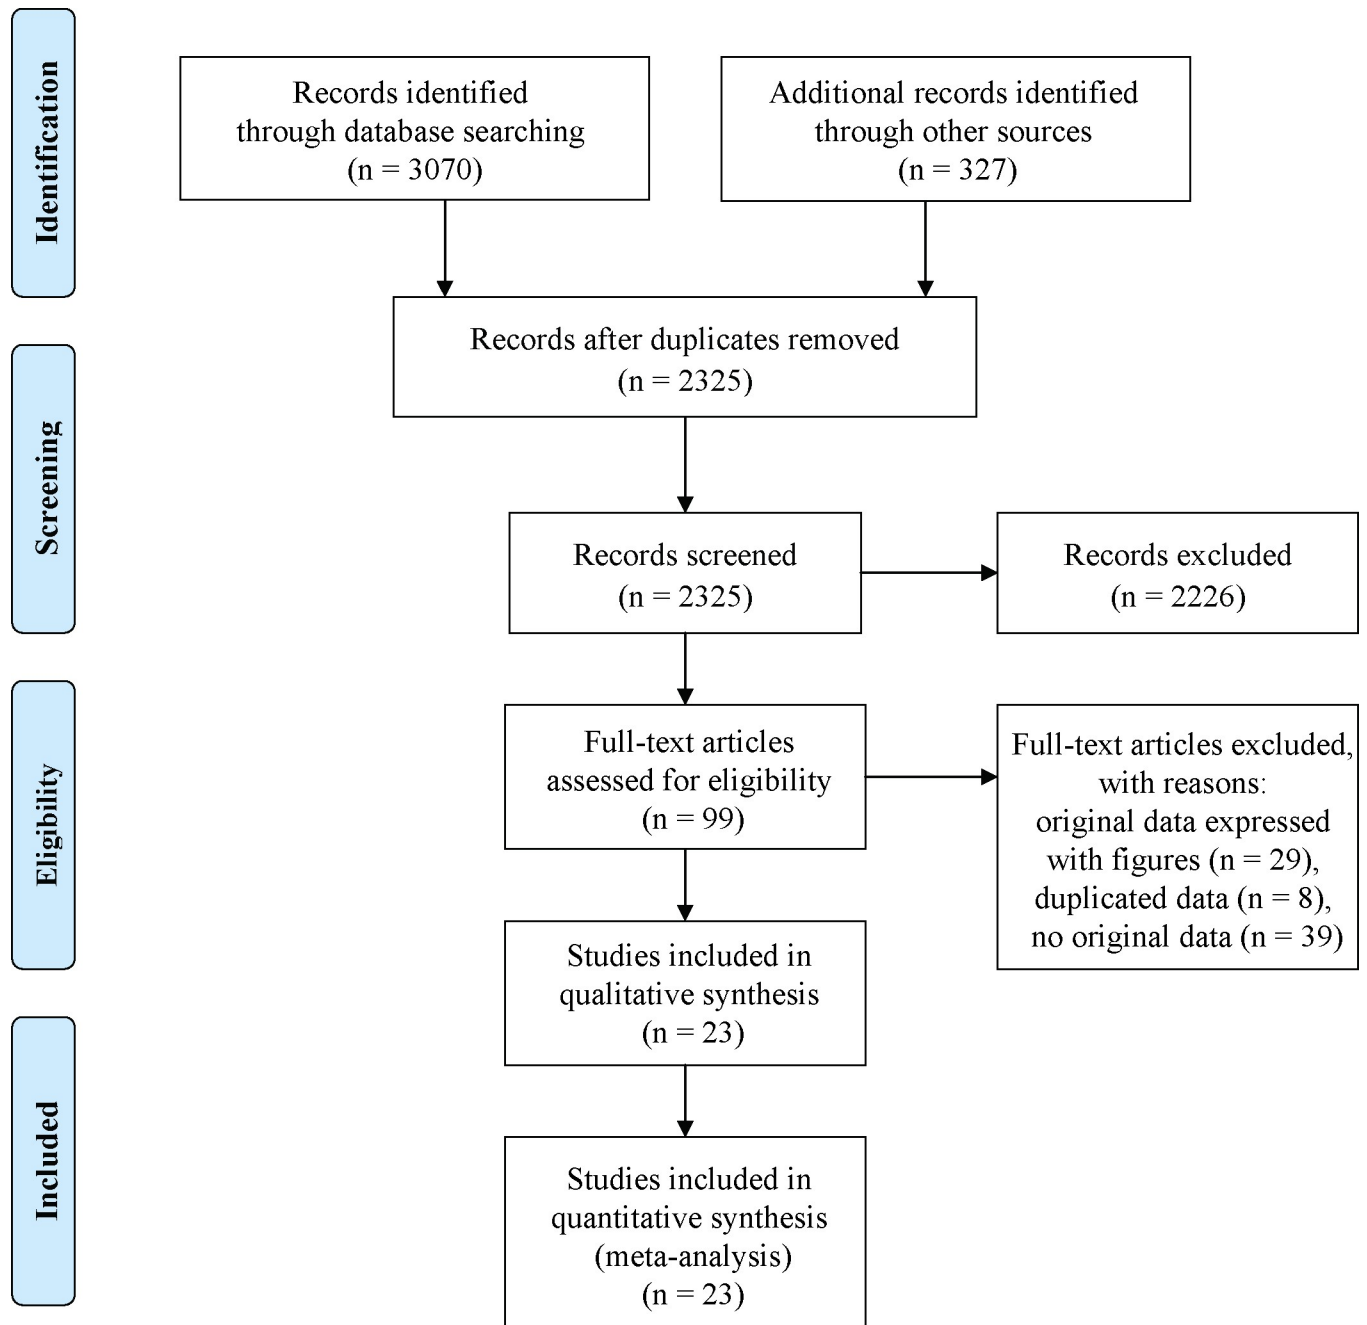 Identification
Records identified
through database searching
(n = 3070)
Additional records identified
through other sources
(n = 327)
Records after duplicates removed
(n = 2325)
Screening
Records screened
(n = 2325)
Records excluded
(n = 2226)
Eligibility
Full-text articles
assessed for eligibility
(n = 99)
Full-text articles excluded,
with reasons:
original data expressed
with figures (n = 29),
duplicated data (n = 8),
no original data (n = 39)
Studies included in
qualitative synthesis
(n = 23)
Included
Studies included in
quantitative synthesis
(meta-analysis)
(n = 23)